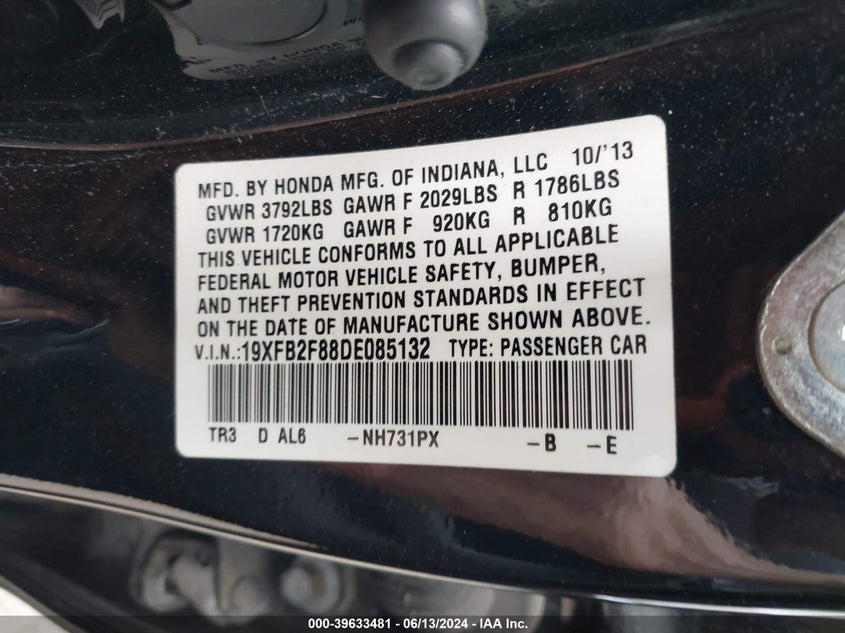 MFD. BY HONDA MFG. OF INDIANA, LLC 10/'13
GVWR 3792LBS GAWR F 2029LBS R 1786LBS
GVWR 1720KG GAWR F 920KG R 810KG
THIS VEHICLE CONFORMS TO ALL APPLICABLE
FEDERAL MOTOR VEHICLE SAFETY, BUMPER,
AND THEFT PREVENTION STANDARDS IN EFFECT
ON THE DATE OF MANUFACTURE SHOWN ABOVE.
V.I.N.:19XFB2F88DE085132 TYPE: PASSENGER CAR
TR3 D AL6 -NH731PX -B -E
000-39633481 - 06/13/2024 - IAA Inc.